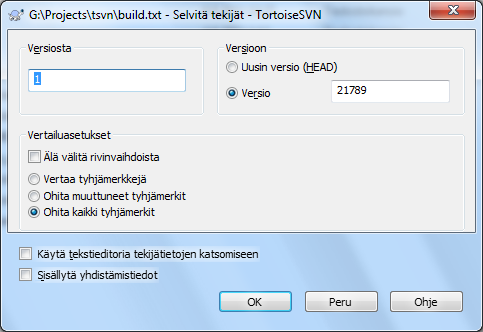 G:\Projects\tsvn\build.txt - Selvitä tekijät - TortoiseSVN
Versiosta
1
Versioon
Uusin versio (HEAD)
Versio
21789
Vertailuasetukset
Älä välitä rivinvaihdoista
Vertaa tyhjämerkkejä
Ohita muuttuneet tyhjämerkit
Ohita kaikki tyhjämerkit
Käytä tekstieditoria tekijätietojen katsomiseen
Sisällytä yhdistämistiedot
OK
Peru
Ohje